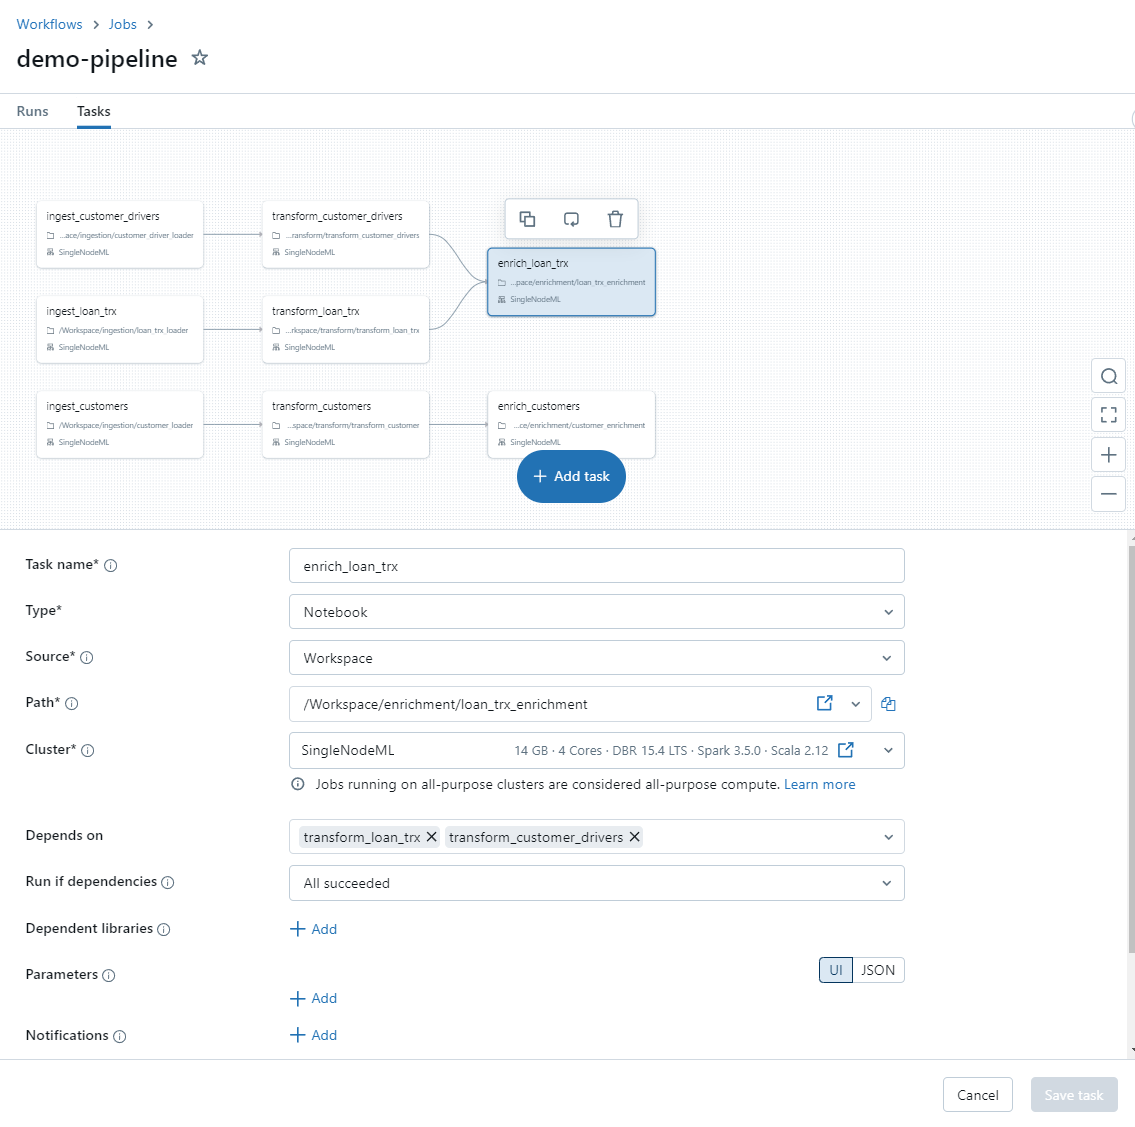 Workflows > Jobs >
demo-pipeline
Runs Tasks
ingest_customer_drivers
...ace/ingestion/customer_driver_loader
SingleNodeML
transform_customer_drivers
...ransform/transform_customer_drivers
SingleNodeML
enrich_loan_trx
...pace/enrichment/loan_trx_enrichment
SingleNodeML
ingest_loan_trx
/Workspace/ingestion/loan_trx_loader
SingleNodeML
transform_loan_trx
...rkspace/transform/transform_loan_trx
SingleNodeML
ingest_customers
/Workspace/ingestion/customer_loader
SingleNodeML
transform_customers
...space/transform/transform_customer
SingleNodeML
enrich_customers
...ce/enrichment/customer_enrichment
SingleNodeML
+ Add task
Task name* enrich_loan_trx
Type* Notebook
Source* Workspace
Path* /Workspace/enrichment/loan_trx_enrichment
Cluster* SingleNodeML 14 GB · 4 Cores · DBR 15.4 LTS · Spark 3.5.0 · Scala 2.12
Jobs running on all-purpose clusters are considered all-purpose compute. Learn more
Depends on transform_loan_trx transform_customer_drivers
Run if dependencies All succeeded
Dependent libraries + Add
Parameters UI JSON
+ Add
Notifications + Add
Cancel Save task